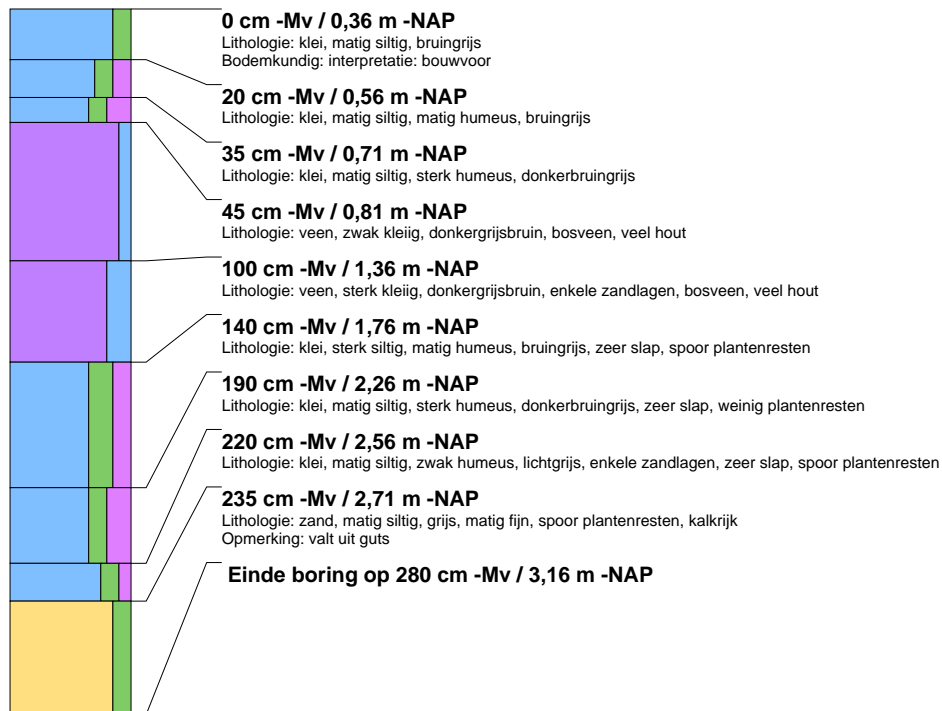 0 cm -Mv / 0,36 m -NAP
Lithologie: klei, matig siltig, bruingrijs
Bodemkundig: interpretatie: bouwvoor
20 cm -Mv / 0,56 m -NAP
Lithologie: klei, matig siltig, matig humeus, bruingrijs
35 cm -Mv / 0,71 m -NAP
Lithologie: klei, matig siltig, sterk humeus, donkerbruingrijs
45 cm -Mv / 0,81 m -NAP
Lithologie: veen, zwak kleiig, donkergrijsbruin, bosveen, veel hout
100 cm -Mv / 1,36 m -NAP
Lithologie: veen, sterk kleiig, donkergrijsbruin, enkele zandlagen, bosveen, veel hout
140 cm -Mv / 1,76 m -NAP
Lithologie: klei, sterk siltig, matig humeus, bruingrijs, zeer slap, spoor plantenresten
190 cm -Mv / 2,26 m -NAP
Lithologie: klei, matig siltig, sterk humeus, donkerbruingrijs, zeer slap, weinig plantenresten
220 cm -Mv / 2,56 m -NAP
Lithologie: klei, matig siltig, zwak humeus, lichtgrijs, enkele zandlagen, zeer slap, spoor plantenresten
235 cm -Mv / 2,71 m -NAP
Lithologie: zand, matig siltig, grijs, matig fijn, spoor plantenresten, kalkrijk
Opmerking: valt uit guts
Einde boring op 280 cm -Mv / 3,16 m -NAP